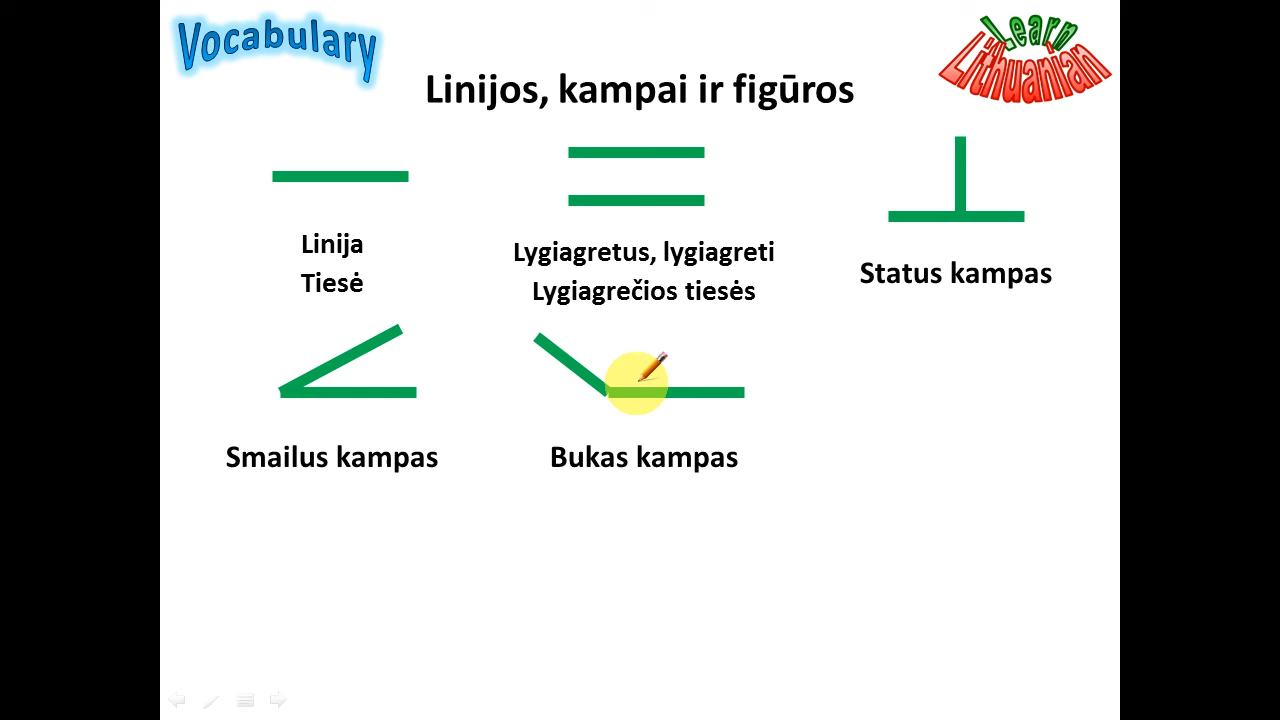 Vocabulary
Learn
Lithuanian
Linijos, kampai ir figūros
Linija
Tiesė
Lygiagretus, lygiagreti
Lygiagrečios tiesės
Status kampas
Smailus kampas
Bukas kampas